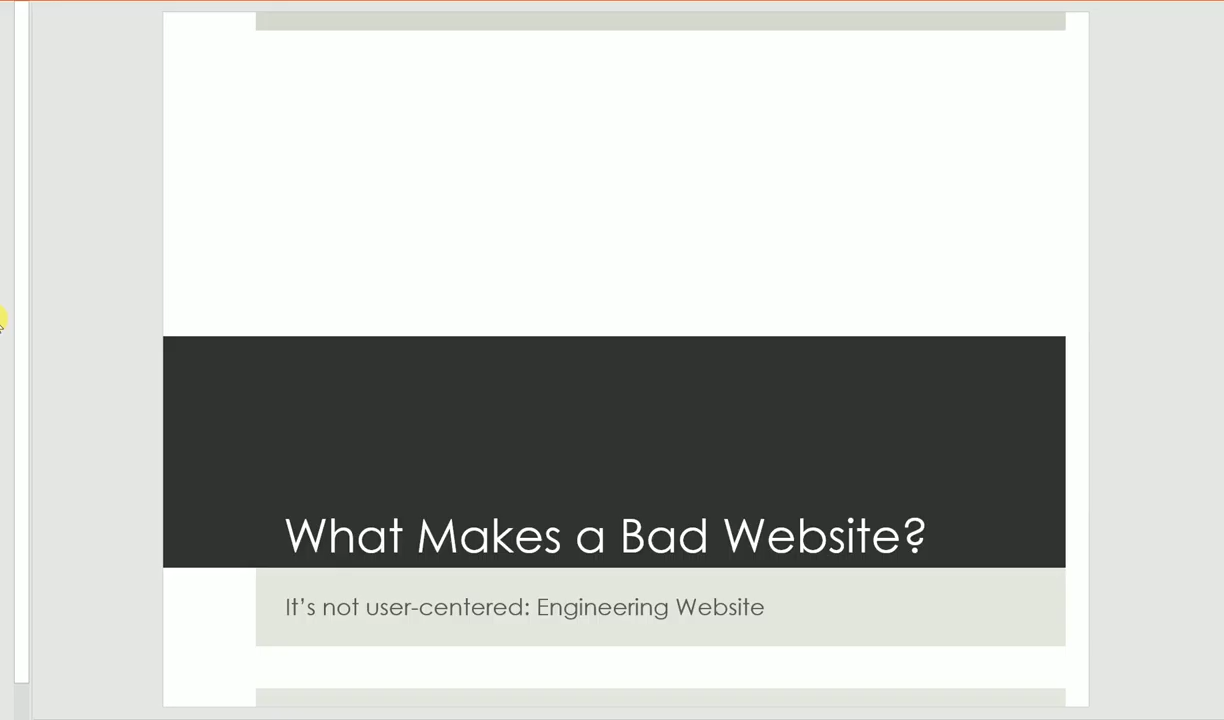 What Makes a Bad Website?
It’s not user-centered: Engineering Website